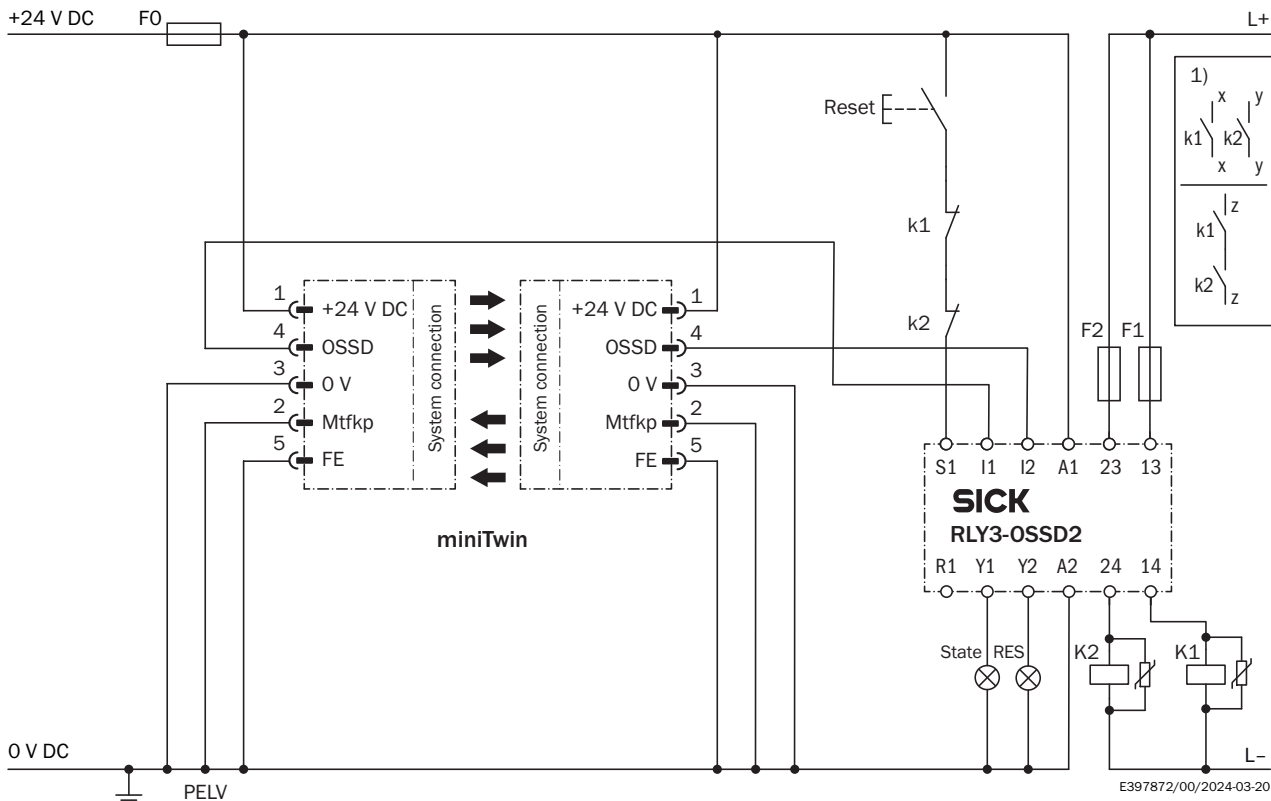 +24 V DC
F0
L+
1)
x
y
k1
k2
x
y
z
k1
k2
z
Reset
k1
k2
F2
F1
1
+24 V DC
4
OSSD
3
0 V
2
Mtfkp
5
FE
System connection
System connection
+24 V DC
1
OSSD
4
0 V
3
Mtfkp
2
FE
5
miniTwin
S1
I1
I2
A1
23
13
SICK
RLY3-OSSD2
R1
Y1
Y2
A2
24
14
State
RES
K2
K1
0 V DC
PELV
L–
E397872/00/2024-03-20